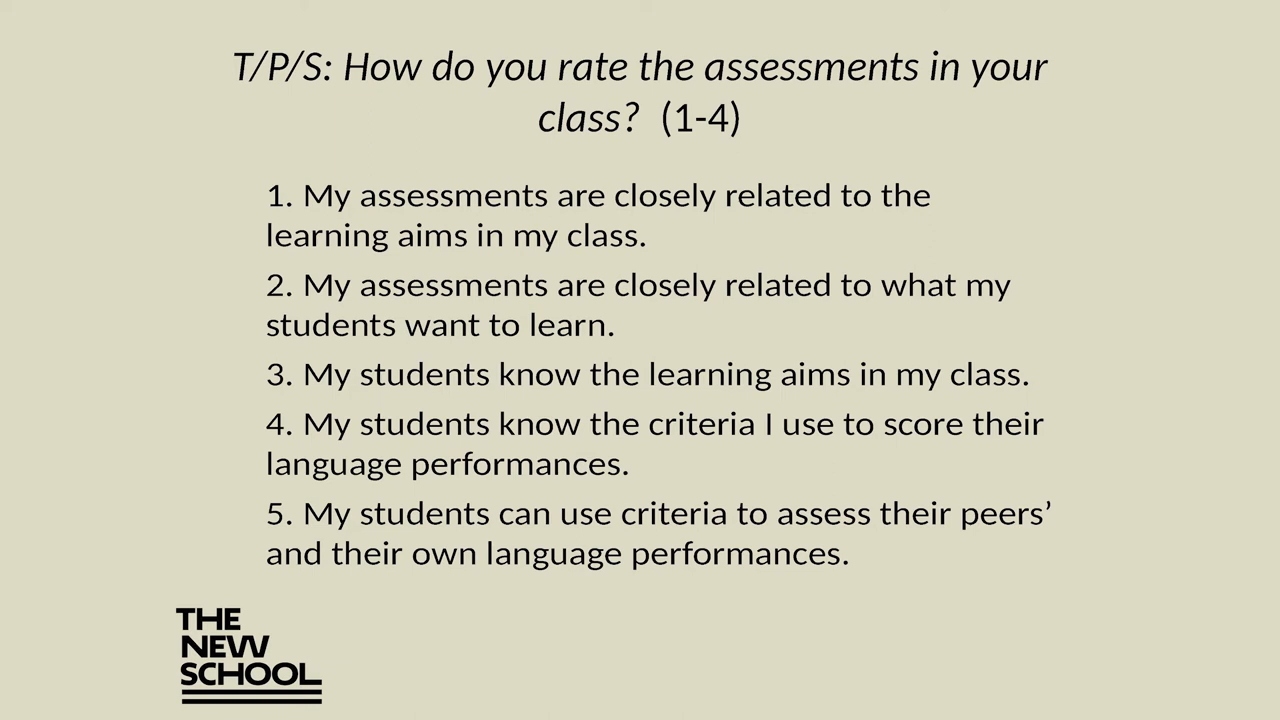 T/P/S: How do you rate the assessments in your
class? (1-4)
1. My assessments are closely related to the
learning aims in my class.
2. My assessments are closely related to what my
students want to learn.
3. My students know the learning aims in my class.
4. My students know the criteria I use to score their
language performances.
5. My students can use criteria to assess their peers’
and their own language performances.
THE
NEW
SCHOOL